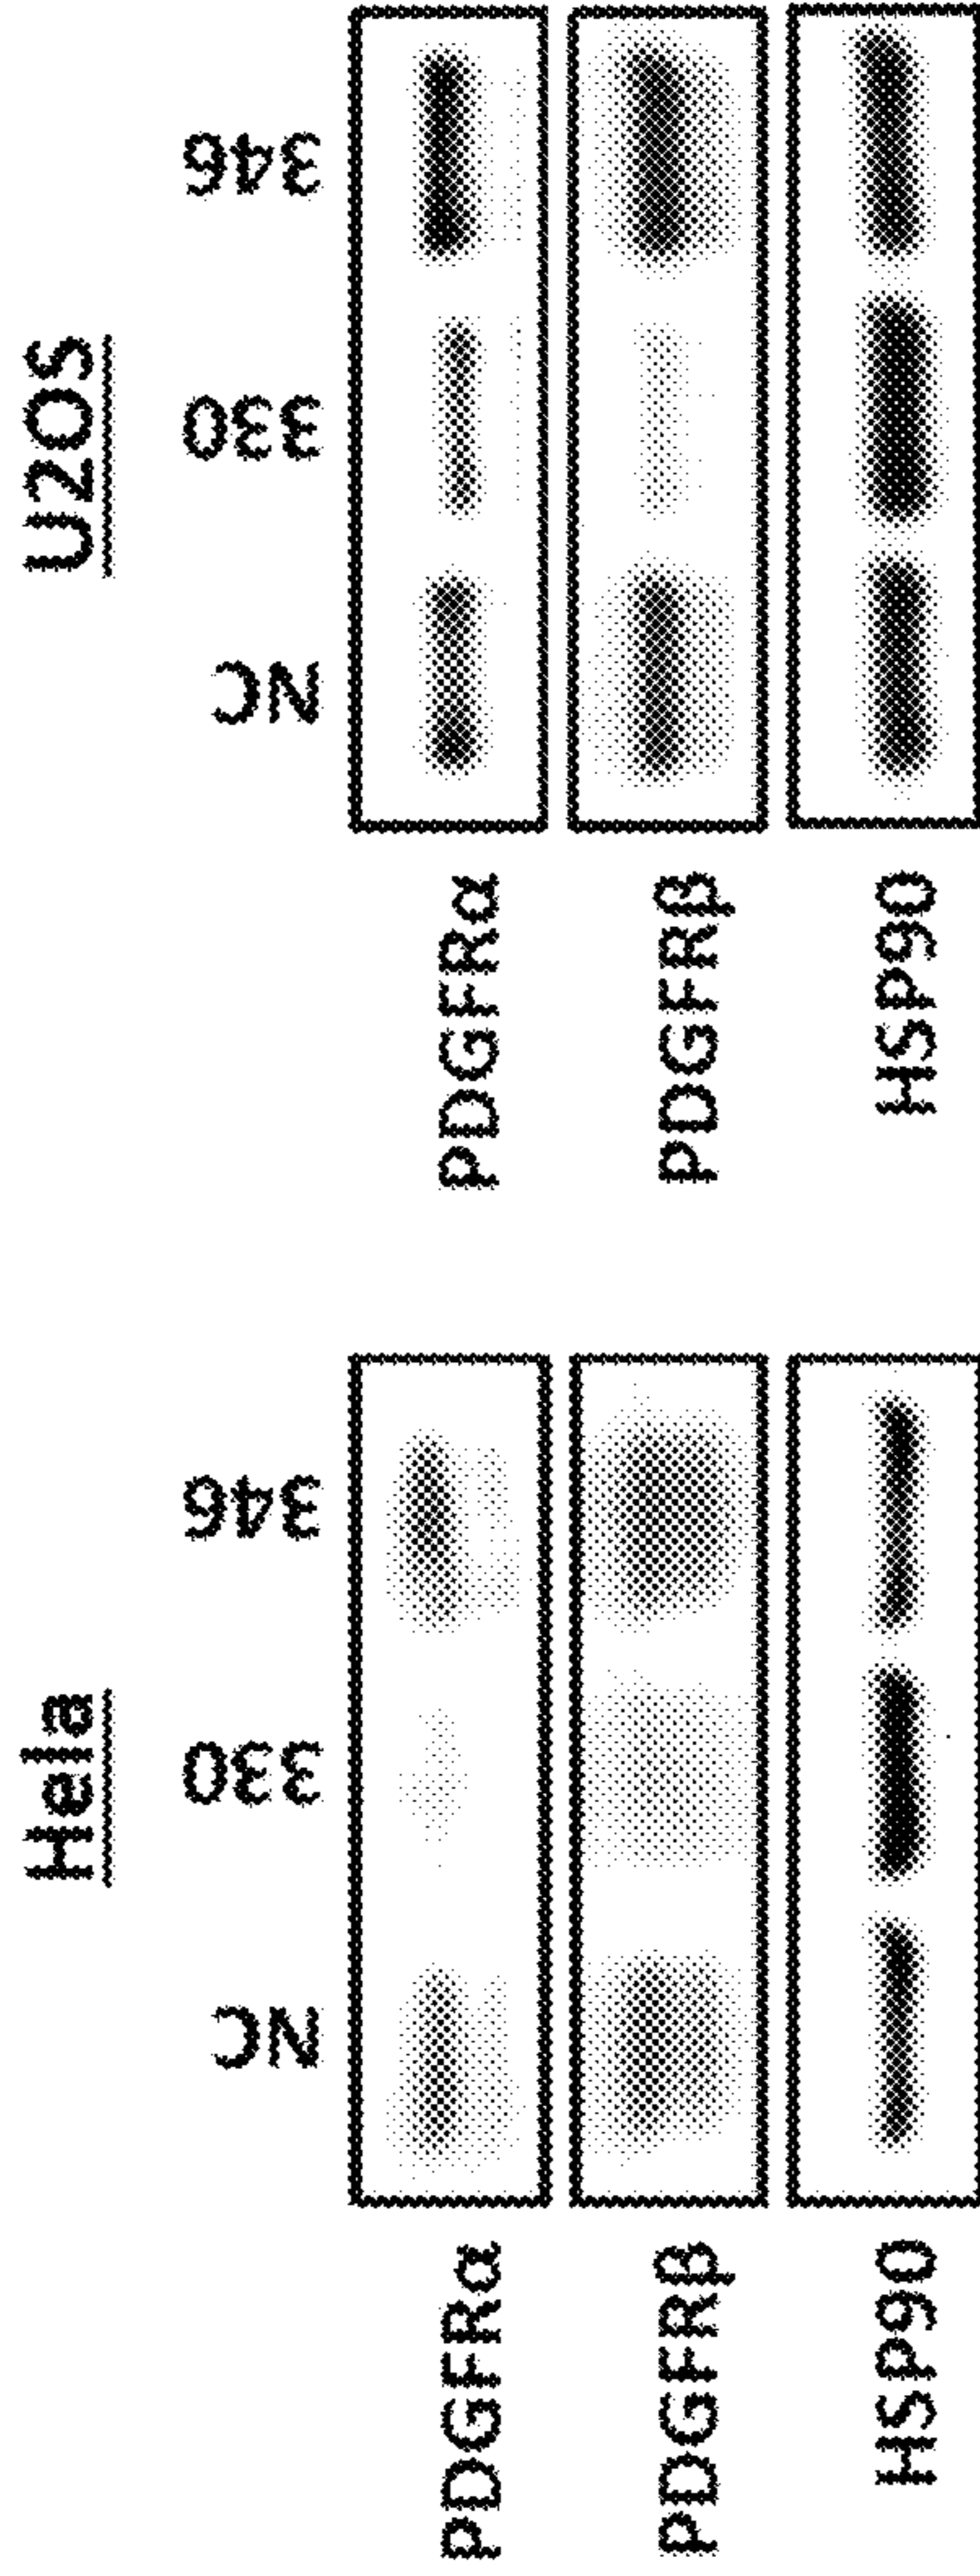 Hela
NC 330 346
PDGFRα
PDGFRβ
HSP90
U2OS
NC 330 346
PDGFRα
PDGFRβ
HSP90